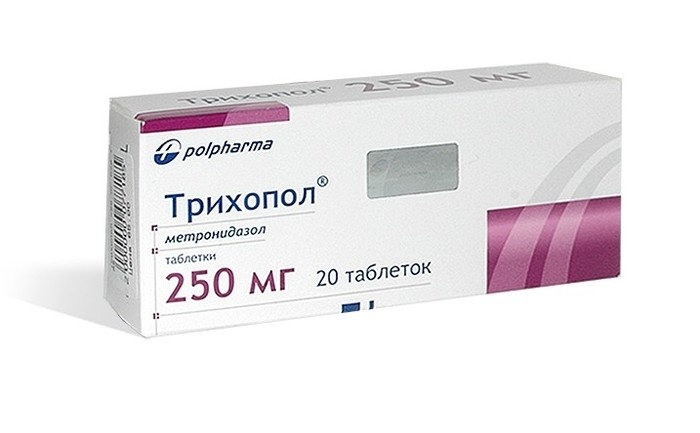 Трихопол® 250 мг
polpharma
Трихопол®
метронидазол
таблетки
250 мг 20 таблеток